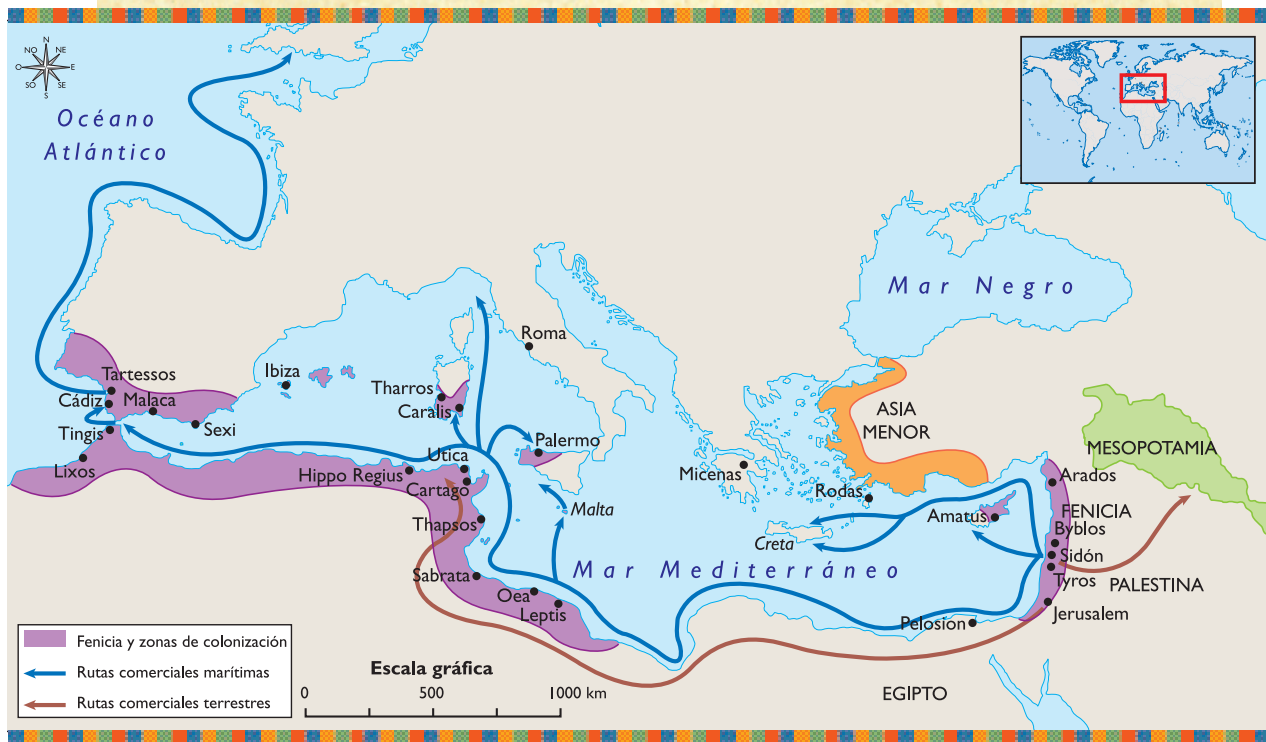 N
NO NE
O E
SO SE
S
Océano
Atlántico
Mar Negro
Roma
Tartessos
Ibiza
Tharros
Cádiz
Malaca
Caralis
ASIA
MENOR
Tingis
Sexi
Palermo
MESOPOTAMIA
Utica
Lixos
Hippo Regius
Micenas
Arados
Cartago
Rodas
Malta
Amatus
FENICIA
Thapsos
Byblos
Creta
Sidón
Sabrata
Mar Mediterráneo
Tyros
PALESTINA
Oea
Leptis
Jerusalem
Pelosion
Fenicia y zonas de colonización
Rutas comerciales marítimas
Rutas comerciales terrestres
Escala gráfica
0 500 1000 km
EGIPTO